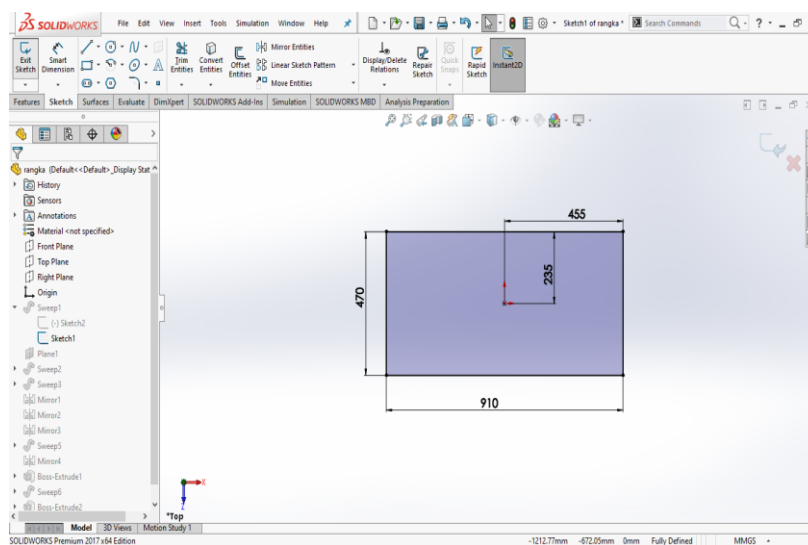 SOLIDWORKS File Edit View Insert Tools Simulation Window Help Sketch1 of rangka * Search Commands
Exit Sketch Smart Dimension Trim Entities Convert Entities Offset Entities Mirror Entities Linear Sketch Pattern Move Entities Display/Delete Relations Repair Sketch Quick Snaps Rapid Sketch Instant2D
Features Sketch Surfaces Evaluate DimXpert SOLIDWORKS Add-Ins Simulation SOLIDWORKS MBD Analysis Preparation
rangka (Default<<Default>_Display Stat
History
Sensors
Annotations
Material <not specified>
Front Plane
Top Plane
Right Plane
Origin
Sweep1
(-) Sketch2
Sketch1
Plane1
Sweep2
Sweep3
Mirror1
Mirror2
Mirror3
Sweep5
Mirror4
Boss-Extrude1
Sweep6
Boss-Extrude2
455
235
470
910
X
Z
*Top
Model 3D Views Motion Study 1
SOLIDWORKS Premium 2017 x64 Edition -1212.77mm -672.05mm 0mm Fully Defined MMGS